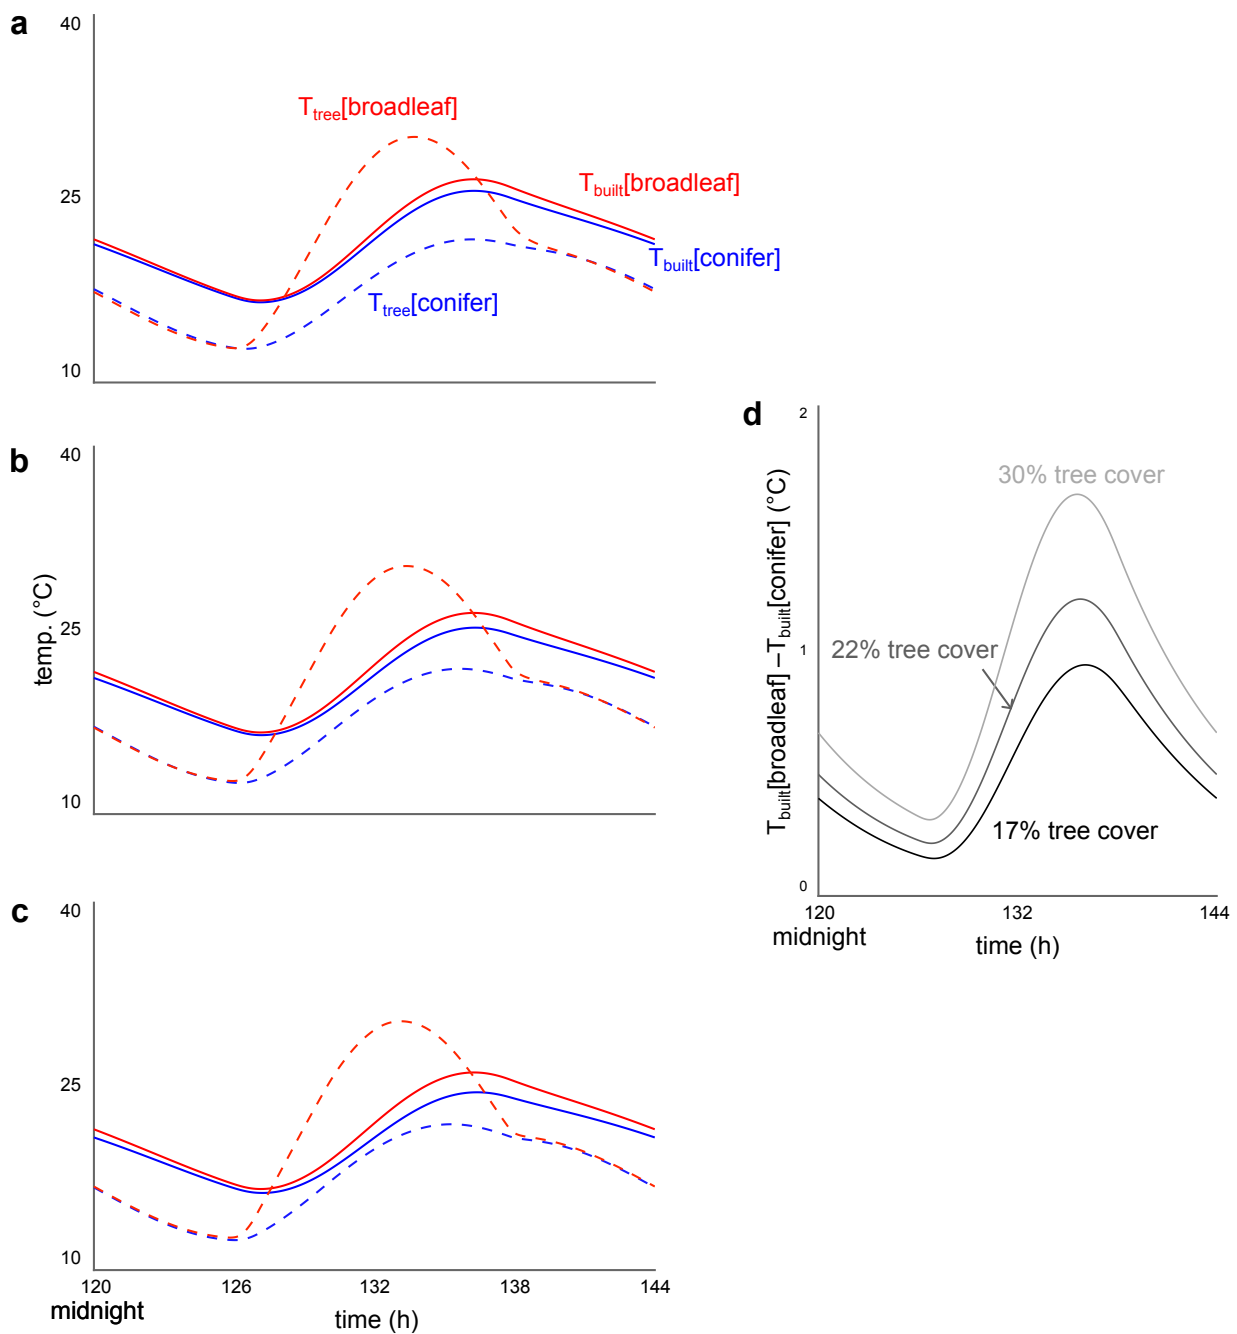 a
40
T_tree[broadleaf]
25
T_built[broadleaf]
T_built[conifer]
T_tree[conifer]
10
b
40
temp. (°C)
25
10
c
40
25
10
120
126
132
138
144
midnight
time (h)
d
2
T_built[broadleaf] –T_built[conifer] (°C)
30% tree cover
1
22% tree cover
17% tree cover
0
120
132
144
midnight
time (h)